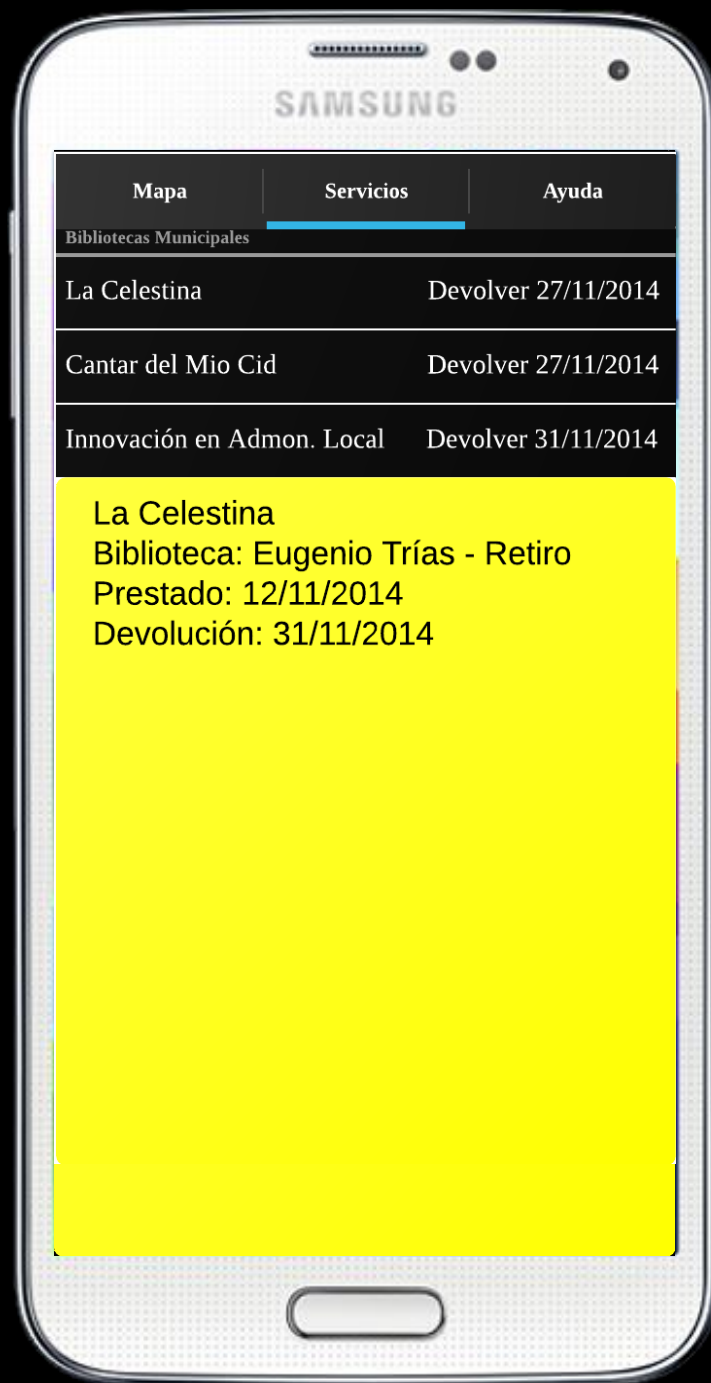 SAMSUNG
Mapa Servicios Ayuda
Bibliotecas Municipales
La Celestina Devolver 27/11/2014
Cantar del Mio Cid Devolver 27/11/2014
Innovación en Admon. Local Devolver 31/11/2014
La Celestina
Biblioteca: Eugenio Trías - Retiro
Prestado: 12/11/2014
Devolución: 31/11/2014